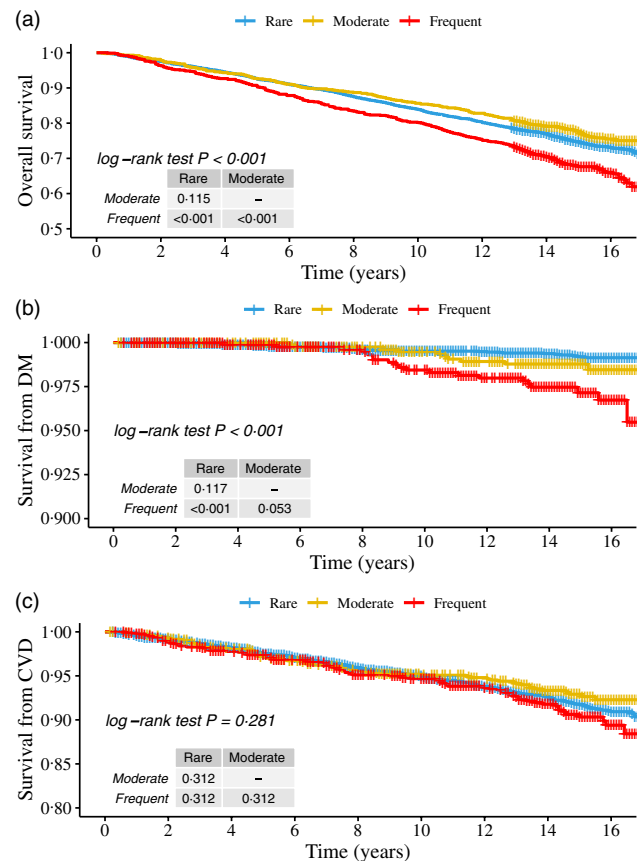 (a)
Rare Moderate Frequent
Overall survival
1·0
0·9
0·8
0·7
0·6
0·5
log–rank test P < 0·001
Rare Moderate
Moderate 0·115 –
Frequent <0·001 <0·001
0 2 4 6 8 10 12 14 16
Time (years)
(b)
Rare Moderate Frequent
Survival from DM
1·000
0·975
0·950
0·925
0·900
log–rank test P < 0·001
Rare Moderate
Moderate 0·117 –
Frequent <0·001 0·053
0 2 4 6 8 10 12 14 16
Time (years)
(c)
Rare Moderate Frequent
Survival from CVD
1·00
0·95
0·90
0·85
0·80
log–rank test P = 0·281
Rare Moderate
Moderate 0·312 –
Frequent 0·312 0·312
0 2 4 6 8 10 12 14 16
Time (years)